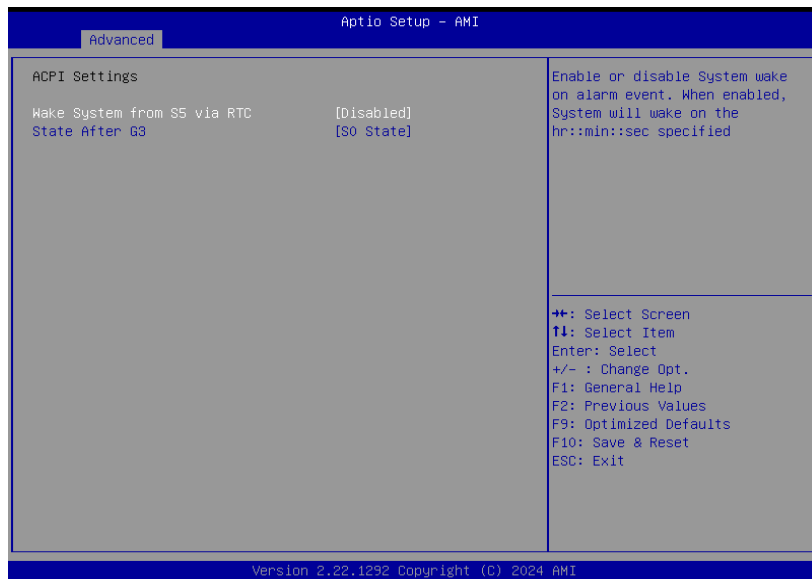 Aptio Setup – AMI
Advanced
ACPI Settings
Wake System from S5 via RTC [Disabled]
State After G3 [S0 State]
Enable or disable System wake
on alarm event. When enabled,
System will wake on the
hr::min::sec specified
→←: Select Screen
↑↓: Select Item
Enter: Select
+/- : Change Opt.
F1: General Help
F2: Previous Values
F9: Optimized Defaults
F10: Save & Reset
ESC: Exit
Version 2.22.1292 Copyright (C) 2024 AMI